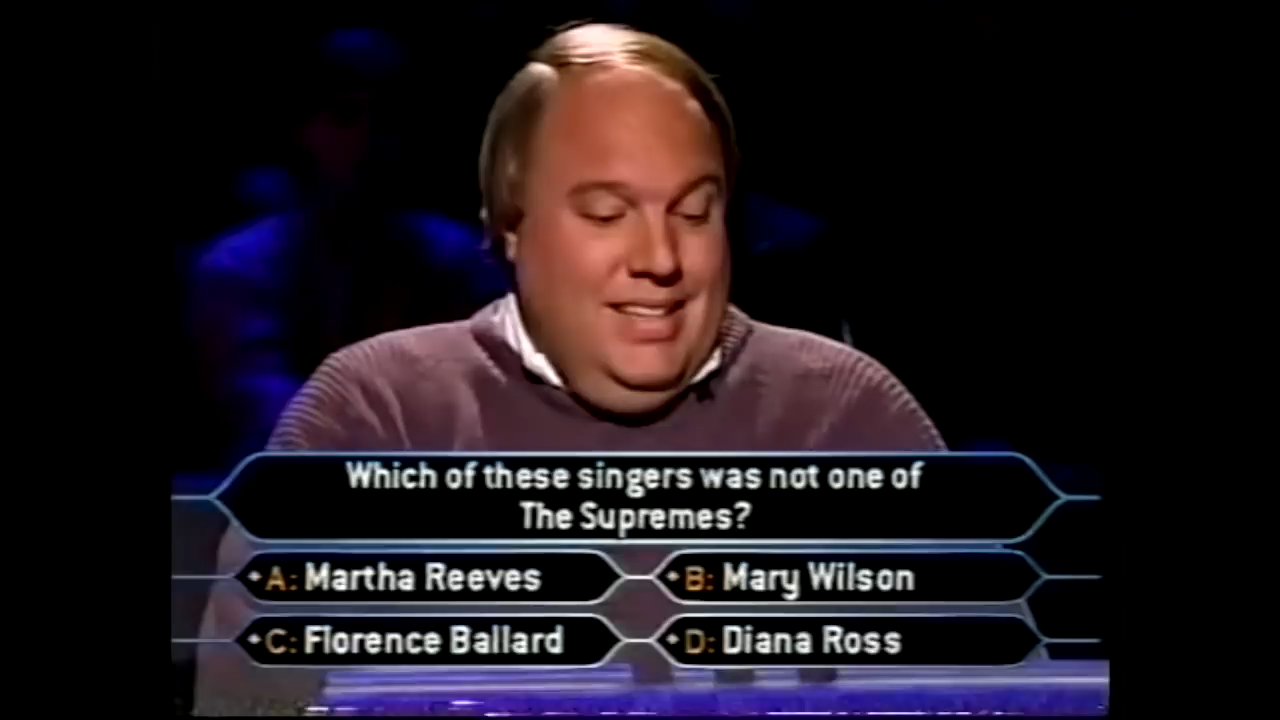 Which of these singers was not one of
The Supremes?
A: Martha Reeves
B: Mary Wilson
C: Florence Ballard
D: Diana Ross